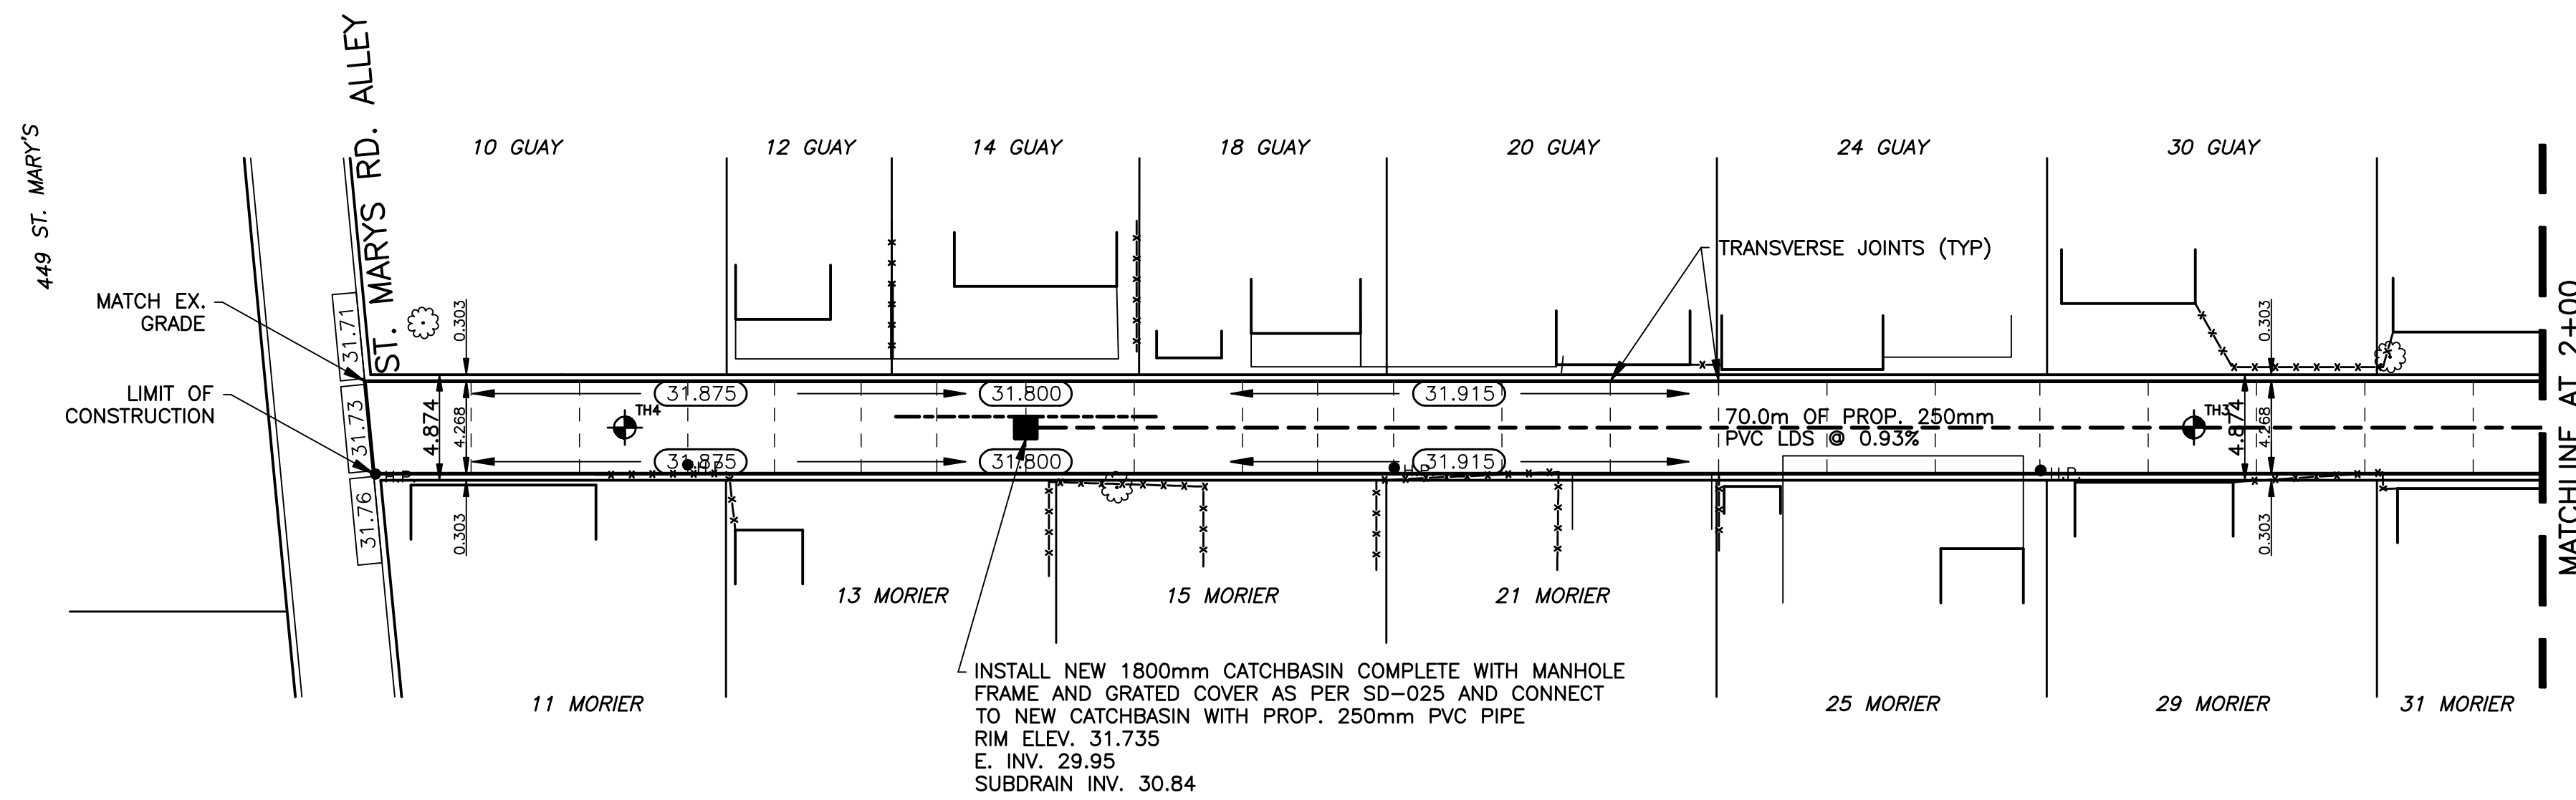 449 ST. MARY'S
ST. MARYS RD. ALLEY
10 GUAY
12 GUAY
14 GUAY
18 GUAY
20 GUAY
24 GUAY
30 GUAY
TRANSVERSE JOINTS (TYP)
MATCH EX.
GRADE
LIMIT OF
CONSTRUCTION
31.71
31.73
31.76
0.303
4.874
4.268
0.303
31.875
31.800
31.915
TH4
70.0m OF PROP. 250mm
PVC LDS @ 0.93%
TH3
0.303
4.874
4.268
0.303
31.875
31.800
31.915
H.P.
H.P.
H.P.
H.P.
MATCHLINE AT 2+00
13 MORIER
15 MORIER
21 MORIER
11 MORIER
25 MORIER
29 MORIER
31 MORIER
INSTALL NEW 1800mm CATCHBASIN COMPLETE WITH MANHOLE
FRAME AND GRATED COVER AS PER SD-025 AND CONNECT
TO NEW CATCHBASIN WITH PROP. 250mm PVC PIPE
RIM ELEV. 31.735
E. INV. 29.95
SUBDRAIN INV. 30.84